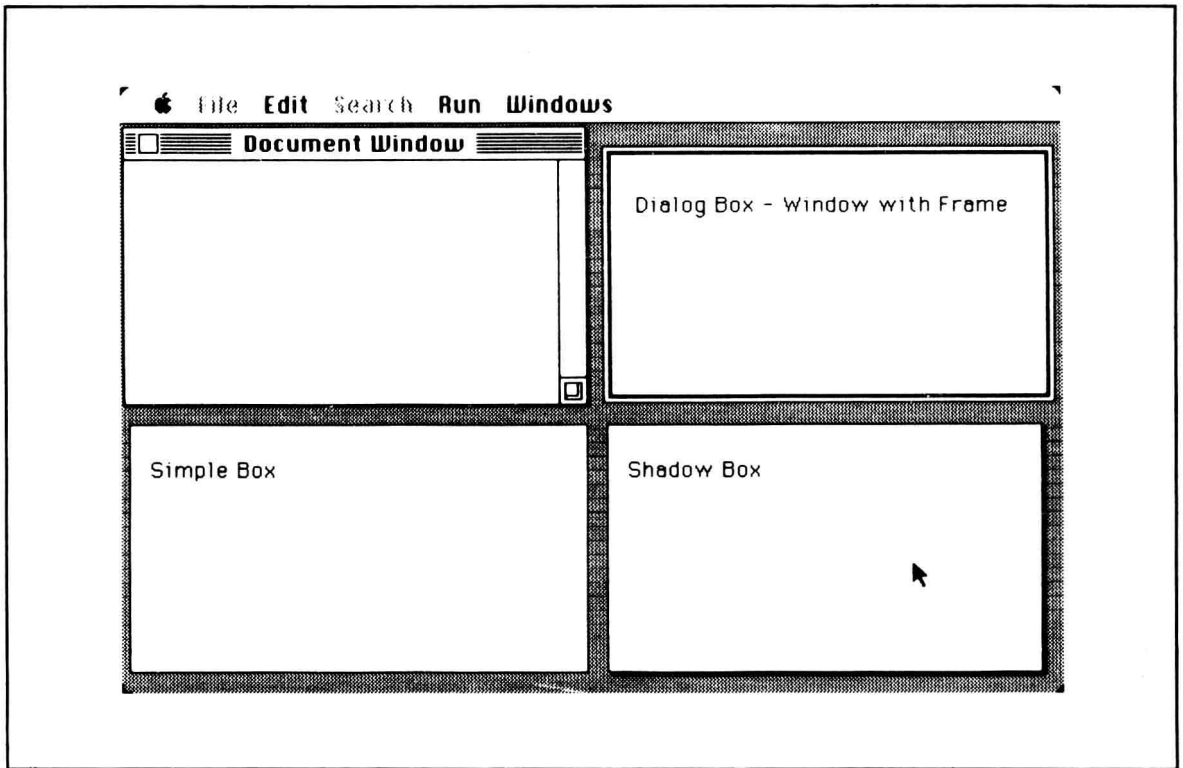 File Edit Search Run Windows
Document Window
Dialog Box - Window with Frame
Simple Box
Shadow Box